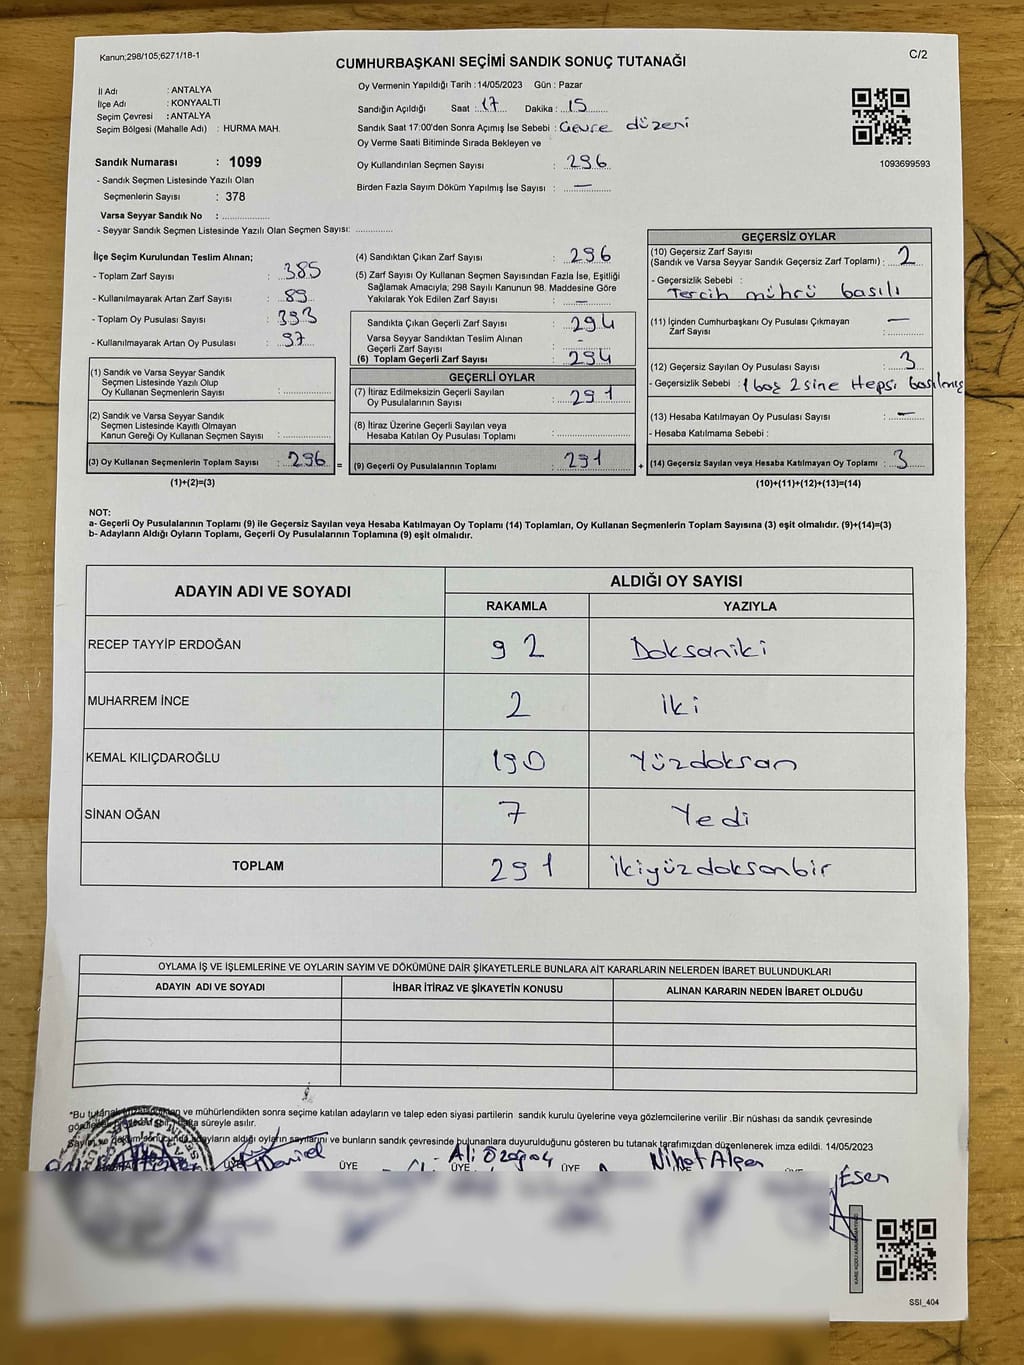 Kanun;298/105;6271/18-1
C/2
CUMHURBAŞKANI SEÇİMİ SANDIK SONUÇ TUTANAĞI
İl Adı : ANTALYA
İlçe Adı : KONYAALTI
Seçim Çevresi : ANTALYA
Seçim Bölgesi (Mahalle Adı) : HURMA MAH.
Sandık Numarası : 1099
- Sandık Seçmen Listesinde Yazılı Olan
Seçmenlerin Sayısı : 378
Varsa Seyyar Sandık No : ..................
- Seyyar Sandık Seçmen Listesinde Yazılı Olan Seçmen Sayısı: ..............
Oy Vermenin Yapıldığı Tarih : 14/05/2023 Gün : Pazar
Sandığın Açıldığı Saat : 17 Dakika : 15
Sandık Saat 17:00'den Sonra Açımış İse Sebebi : Gevre düzeni
Oy Verme Saati Bitiminde Sırada Bekleyen ve
Oy Kullandırılan Seçmen Sayısı : 296
Birden Fazla Sayım Döküm Yapılmış İse Sayısı : —
1093699593
İlçe Seçim Kurulundan Teslim Alınan;
- Toplam Zarf Sayısı : 385
- Kullanılmayarak Artan Zarf Sayısı : 89
- Toplam Oy Pusulası Sayısı : 393
- Kullanılmayarak Artan Oy Pusulası : 97
(1) Sandık ve Varsa Seyyar Sandık
Seçmen Listesinde Yazılı Olup
Oy Kullanan Seçmenlerin Sayısı : ..............
(2) Sandık ve Varsa Seyyar Sandık
Seçmen Listesinde Kayıtlı Olmayan
Kanun Gereği Oy Kullanan Seçmen Sayısı : ..............
(3) Oy Kullanan Seçmenlerin Toplam Sayısı : 296 =
(1)+(2)=(3)
(4) Sandıktan Çıkan Zarf Sayısı : 296
(5) Zarf Sayısı Oy Kullanan Seçmen Sayısından Fazla İse, Eşitliği
Sağlamak Amacıyla; 298 Sayılı Kanunun 98. Maddesine Göre
Yakılarak Yok Edilen Zarf Sayısı : —
Sandıkta Çıkan Geçerli Zarf Sayısı : 294
Varsa Seyyar Sandıktan Teslim Alınan
Geçerli Zarf Sayısı : -
(6) Toplam Geçerli Zarf Sayısı : 294
GEÇERLİ OYLAR
(7) İtiraz Edilmeksizin Geçerli Sayılan
Oy Pusulalarının Sayısı : 291
(8) İtiraz Üzerine Geçerli Sayılan veya
Hesaba Katılan Oy Pusulası Toplamı : ..............
(9) Geçerli Oy Pusulalarının Toplamı : 291 +
GEÇERSİZ OYLAR
(10) Geçersiz Zarf Sayısı
(Sandık ve Varsa Seyyar Sandık Geçersiz Zarf Toplamı) : 2
- Geçersizlik Sebebi :
Tercih mührü basılı
(11) İçinden Cumhurbaşkanı Oy Pusulası Çıkmayan
Zarf Sayısı : —
(12) Geçersiz Sayılan Oy Pusulası Sayısı : 3
- Geçersizlik Sebebi : 1 boş 2sine Hepsi basılmış
(13) Hesaba Katılmayan Oy Pusulası Sayısı : —
- Hesaba Katılmama Sebebi :
(14) Geçersiz Sayılan veya Hesaba Katılmayan Oy Toplamı : 3
(10)+(11)+(12)+(13)=(14)
NOT:
a- Geçerli Oy Pusulalarının Toplamı (9) ile Geçersiz Sayılan veya Hesaba Katılmayan Oy Toplamı (14) Toplamları, Oy Kullanan Seçmenlerin Toplam Sayısına (3) eşit olmalıdır. (9)+(14)=(3)
b- Adayların Aldığı Oyların Toplamı, Geçerli Oy Pusulalarının Toplamına (9) eşit olmalıdır.
ADAYIN ADI VE SOYADI ALDIĞI OY SAYISI
RAKAMLA YAZIYLA
RECEP TAYYİP ERDOĞAN 92 Doksaniki
MUHARREM İNCE 2 iki
KEMAL KILIÇDAROĞLU 190 Yüzdoksan
SİNAN OĞAN 7 Yedi
TOPLAM 291 ikiyüzdoksanbir
OYLAMA İŞ VE İŞLEMLERİNE VE OYLARIN SAYIM VE DÖKÜMÜNE DAİR ŞİKAYETLERLE BUNLARA AİT KARARLARIN NELERDEN İBARET BULUNDUKLARI
ADAYIN ADI VE SOYADI İHBAR İTİRAZ VE ŞİKAYETİN KONUSU ALINAN KARARIN NEDEN İBARET OLDUĞU
*Bu ve mühürlendikten sonra seçime katılan adayların ve talep eden siyasi partilerin sandık kurulu üyelerine veya gözlemcilerine verilir .Bir nüshası da sandık çevresinde
süreyle asılır.
adayların aldığı oyların sayılarını ve bunların sandık çevresinde bulunanlara duyurulduğunu gösteren bu tutanak tarafımızdan düzenlenerek imza edildi. 14/05/2023
ÜYE ÜYE ÜYE
Ali Özoğaç Nihat Alper
Esen
SSI_404